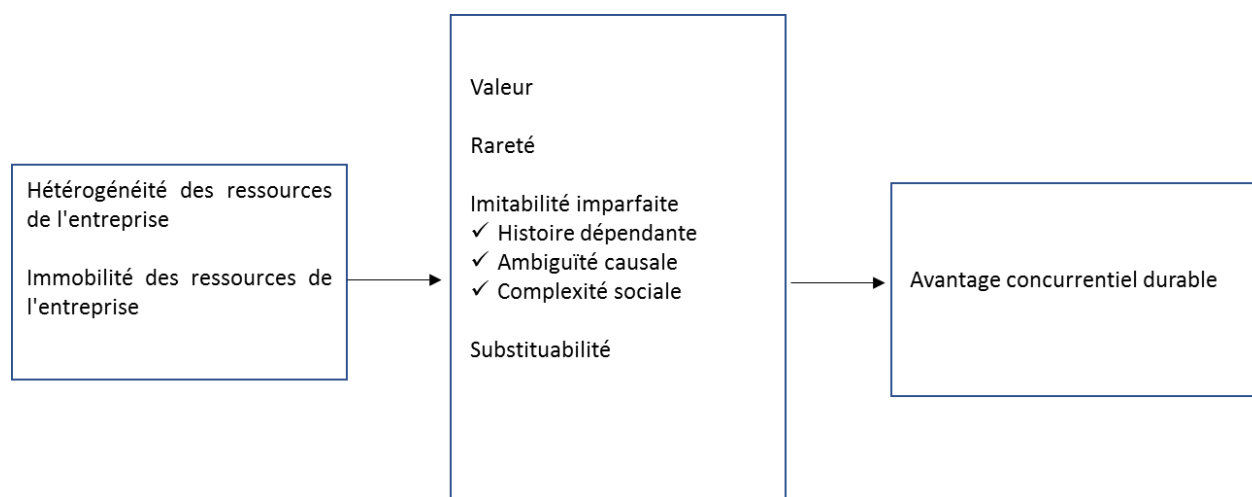 Hétérogénéité des ressources
de l'entreprise
Immobilité des ressources de
l'entreprise
Valeur
Rareté
Imitabilité imparfaite
✓ Histoire dépendante
✓ Ambiguïté causale
✓ Complexité sociale
Substituabilité
Avantage concurrentiel durable